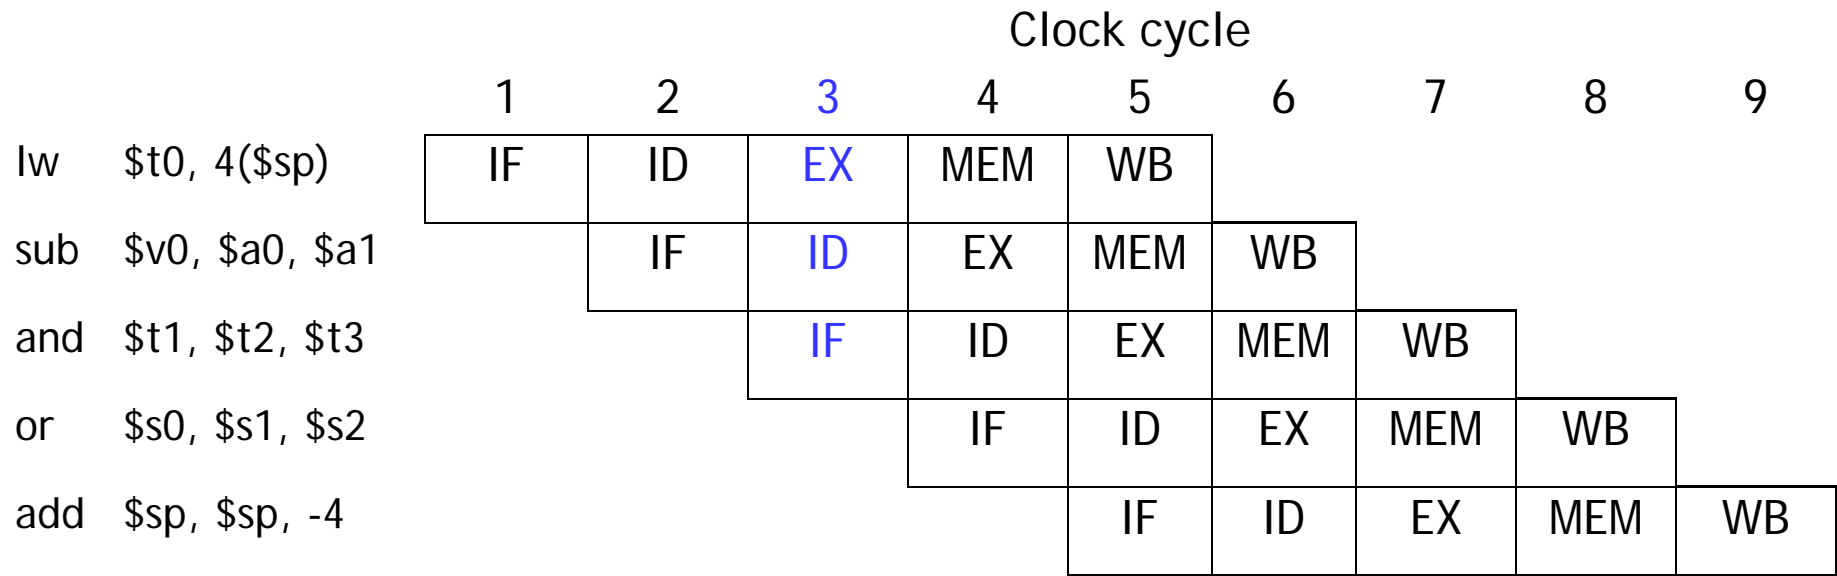 Clock cycle
1 2 3 4 5 6 7 8 9
lw $t0, 4($sp) IF ID EX MEM WB
sub $v0, $a0, $a1 IF ID EX MEM WB
and $t1, $t2, $t3 IF ID EX MEM WB
or $s0, $s1, $s2 IF ID EX MEM WB
add $sp, $sp, -4 IF ID EX MEM WB